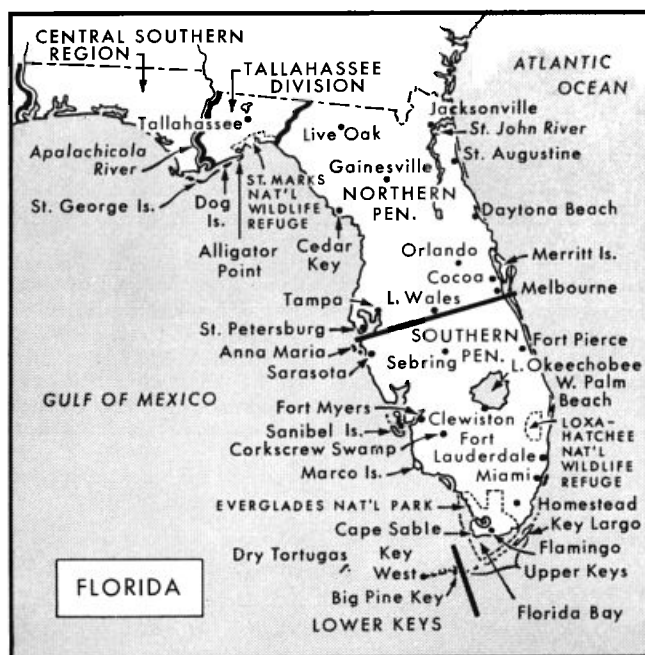 CENTRAL SOUTHERN
REGION
TALLAHASSEE
DIVISION
ATLANTIC
OCEAN
Tallahassee
Live Oak
Jacksonville
St. John River
St. Augustine
Apalachicola
River
Gainesville
NORTHERN
PEN.
St. George Is.
Dog
Is.
ST. MARKS
NAT'L
WILDLIFE
REFUGE
Alligator
Point
Cedar
Key
Daytona Beach
Orlando
Merritt Is.
Cocoa
Melbourne
Tampa
L. Wales
St. Petersburg
SOUTHERN
PEN.
Fort Pierce
Anna Maria
Sebring
Sarasota
L. Okeechobee
W. Palm
Beach
GULF OF MEXICO
Fort Myers
Clewiston
Sanibel Is.
Corkscrew Swamp
Fort
Lauderdale
LOXA-
HATCHEE
NAT'L
WILDLIFE
REFUGE
Marco Is.
Miami
EVERGLADES NAT'L PARK
Homestead
Cape Sable
Key Largo
Flamingo
Dry Tortugas
Key
West
Upper Keys
Big Pine Key
Florida Bay
LOWER KEYS
FLORIDA